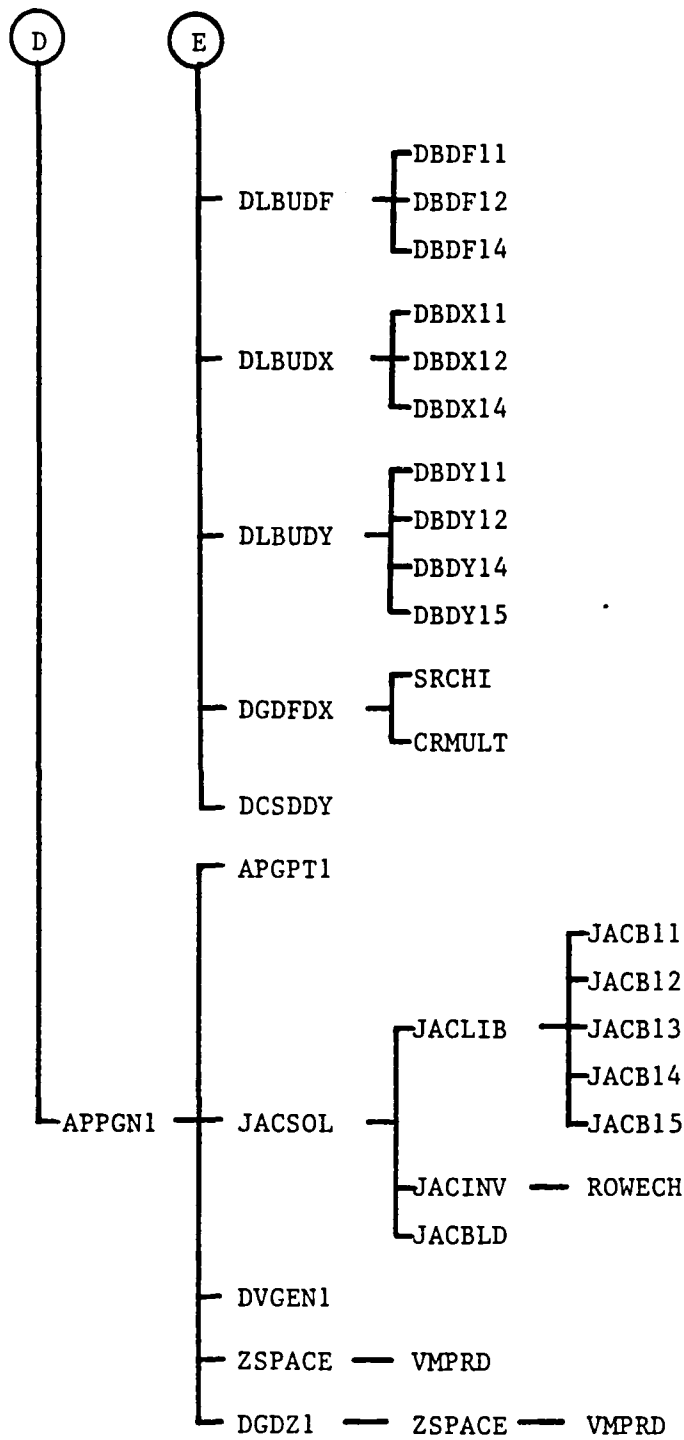 D E
DBDF11
DLBUDF DBDF12
DBDF14
DBDX11
DLBUDX DBDX12
DBDX14
DBDY11
DBDY12
DLBUDY
DBDY14
DBDY15
SRCHI
DGDFDX
CRMULT
DCSDDY
APGPT1
JACB11
JACB12
JACLIB JACB13
JACB14
APPGN1 JACSOL JACB15
JACINV ROWECH
JACBLD
DVGEN1
ZSPACE VMPRD
DGDZ1 ZSPACE VMPRD